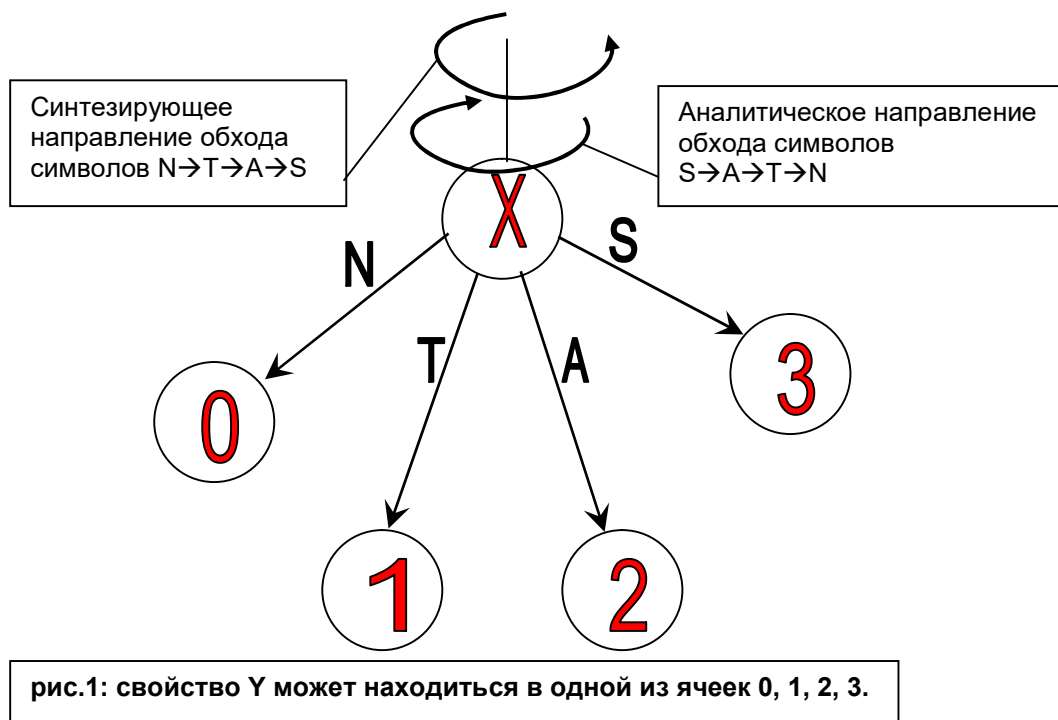 Синтезирующее
направление обхода
символов N→T→A→S
Аналитическое направление
обхода символов
S→A→T→N
X
N
S
T
A
0
3
1
2
рис.1: свойство Y может находиться в одной из ячеек 0, 1, 2, 3.